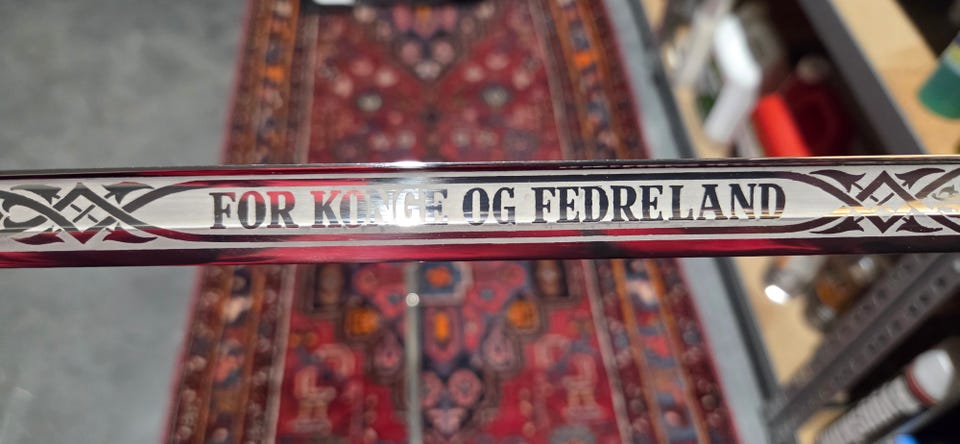 FOR KONGE OG FEDRELAND